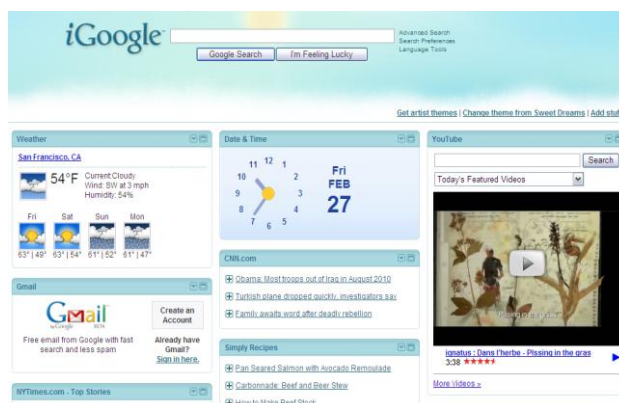 iGoogle
Advanced Search
Search Preferences
Language Tools
Google Search
I'm Feeling Lucky
Get artist themes | Change theme from Sweet Dreams | Add stu
Weather
San Francisco, CA
54°F
Current: Cloudy
Wind: SW at 3 mph
Humidity: 54%
Fri Sat Sun Mon
63° | 49° 63° | 54° 61° | 52° 61° | 47°
Gmail
Gmail
by Google BETA
Free email from Google with fast
search and less spam
Create an
Account
Already have
Gmail?
Sign in here.
NYTimes.com - Top Stories
Date & Time
12
11 1
10 2
9 3
8 4
7 5
6
Fri
FEB
27
CNN.com
Obama: Most troops out of Iraq in August 2010
Turkish plane dropped quickly, investigators say
Family awaits word after deadly rebellion
Simply Recipes
Pan Seared Salmon with Avocado Remoulade
Carbonnade: Beef and Beer Stew
How to Make Beef Stock
YouTube
Search
Today's Featured Videos
ignatus : Dans l'herbe - Pissing in the gras
3:38
More Videos »